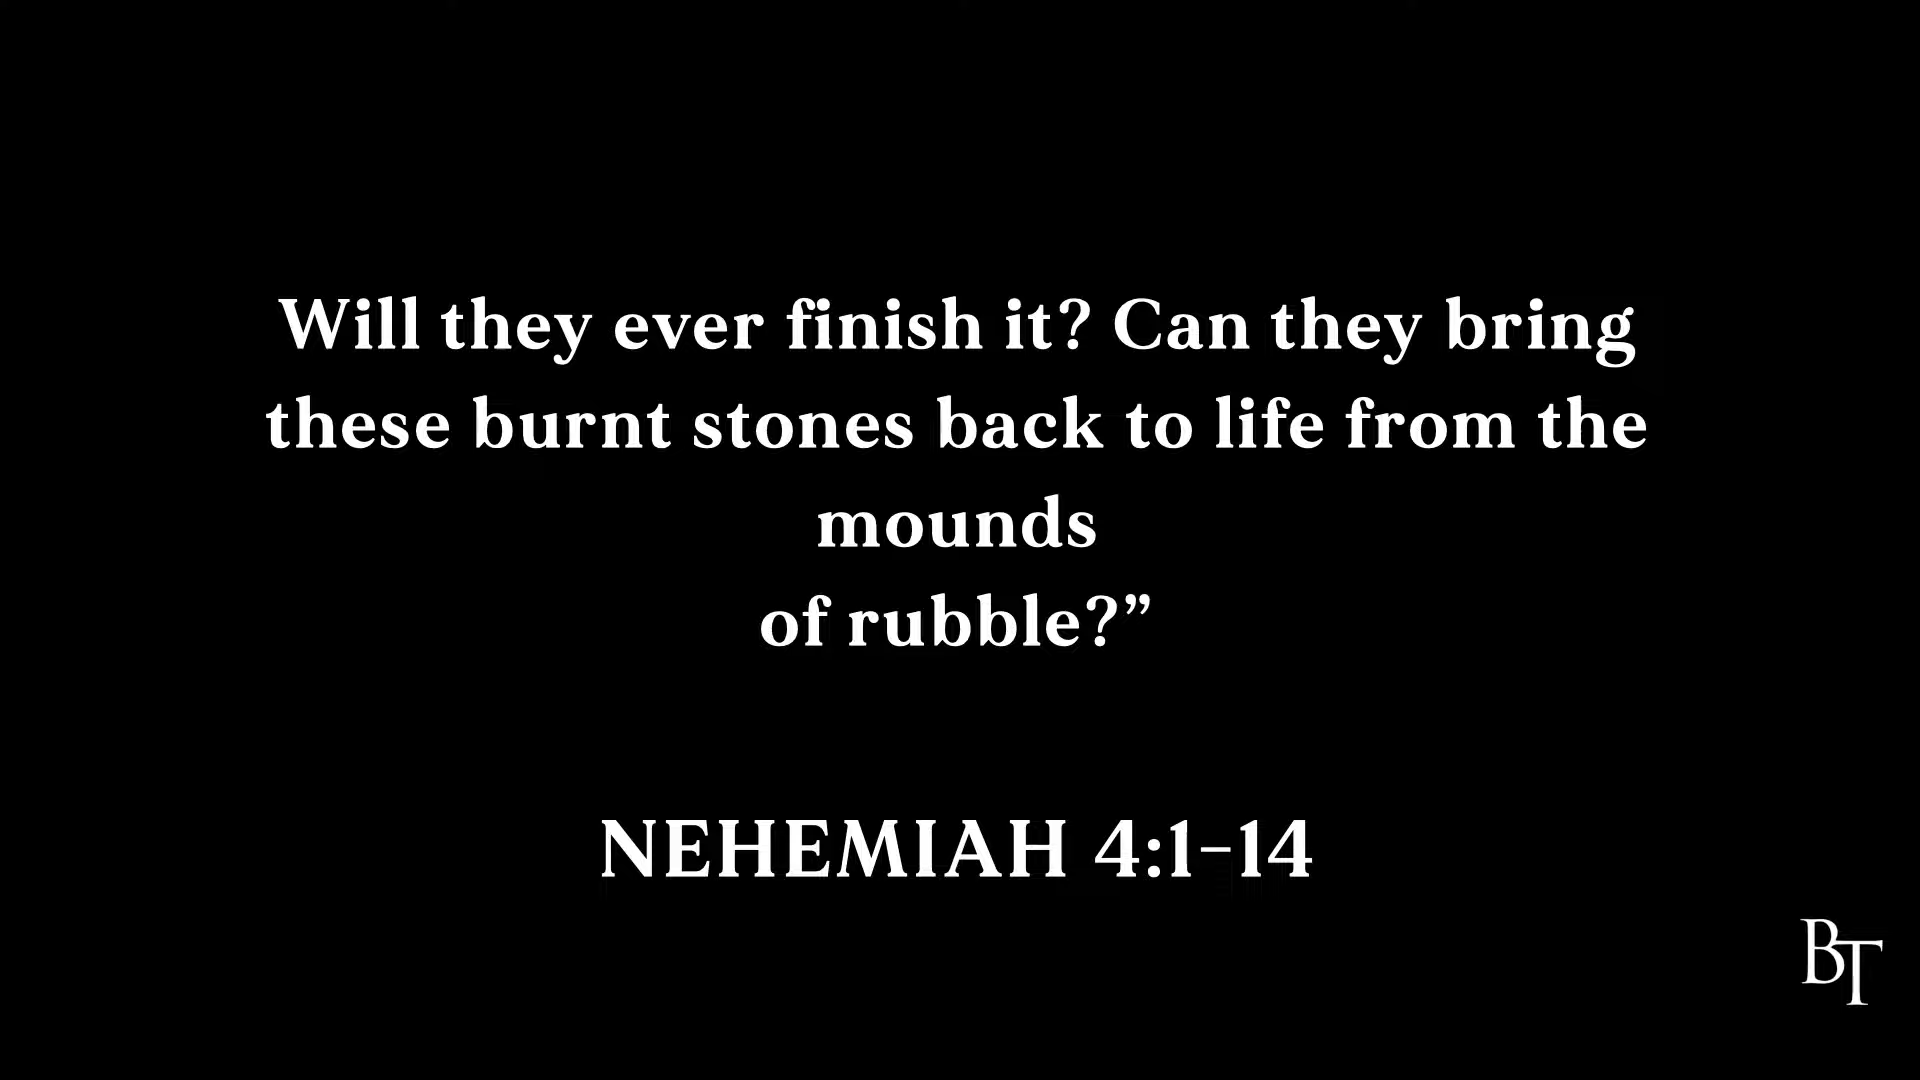 Will they ever finish it? Can they bring
these burnt stones back to life from the
mounds
of rubble?”
NEHEMIAH 4:1–14
BT